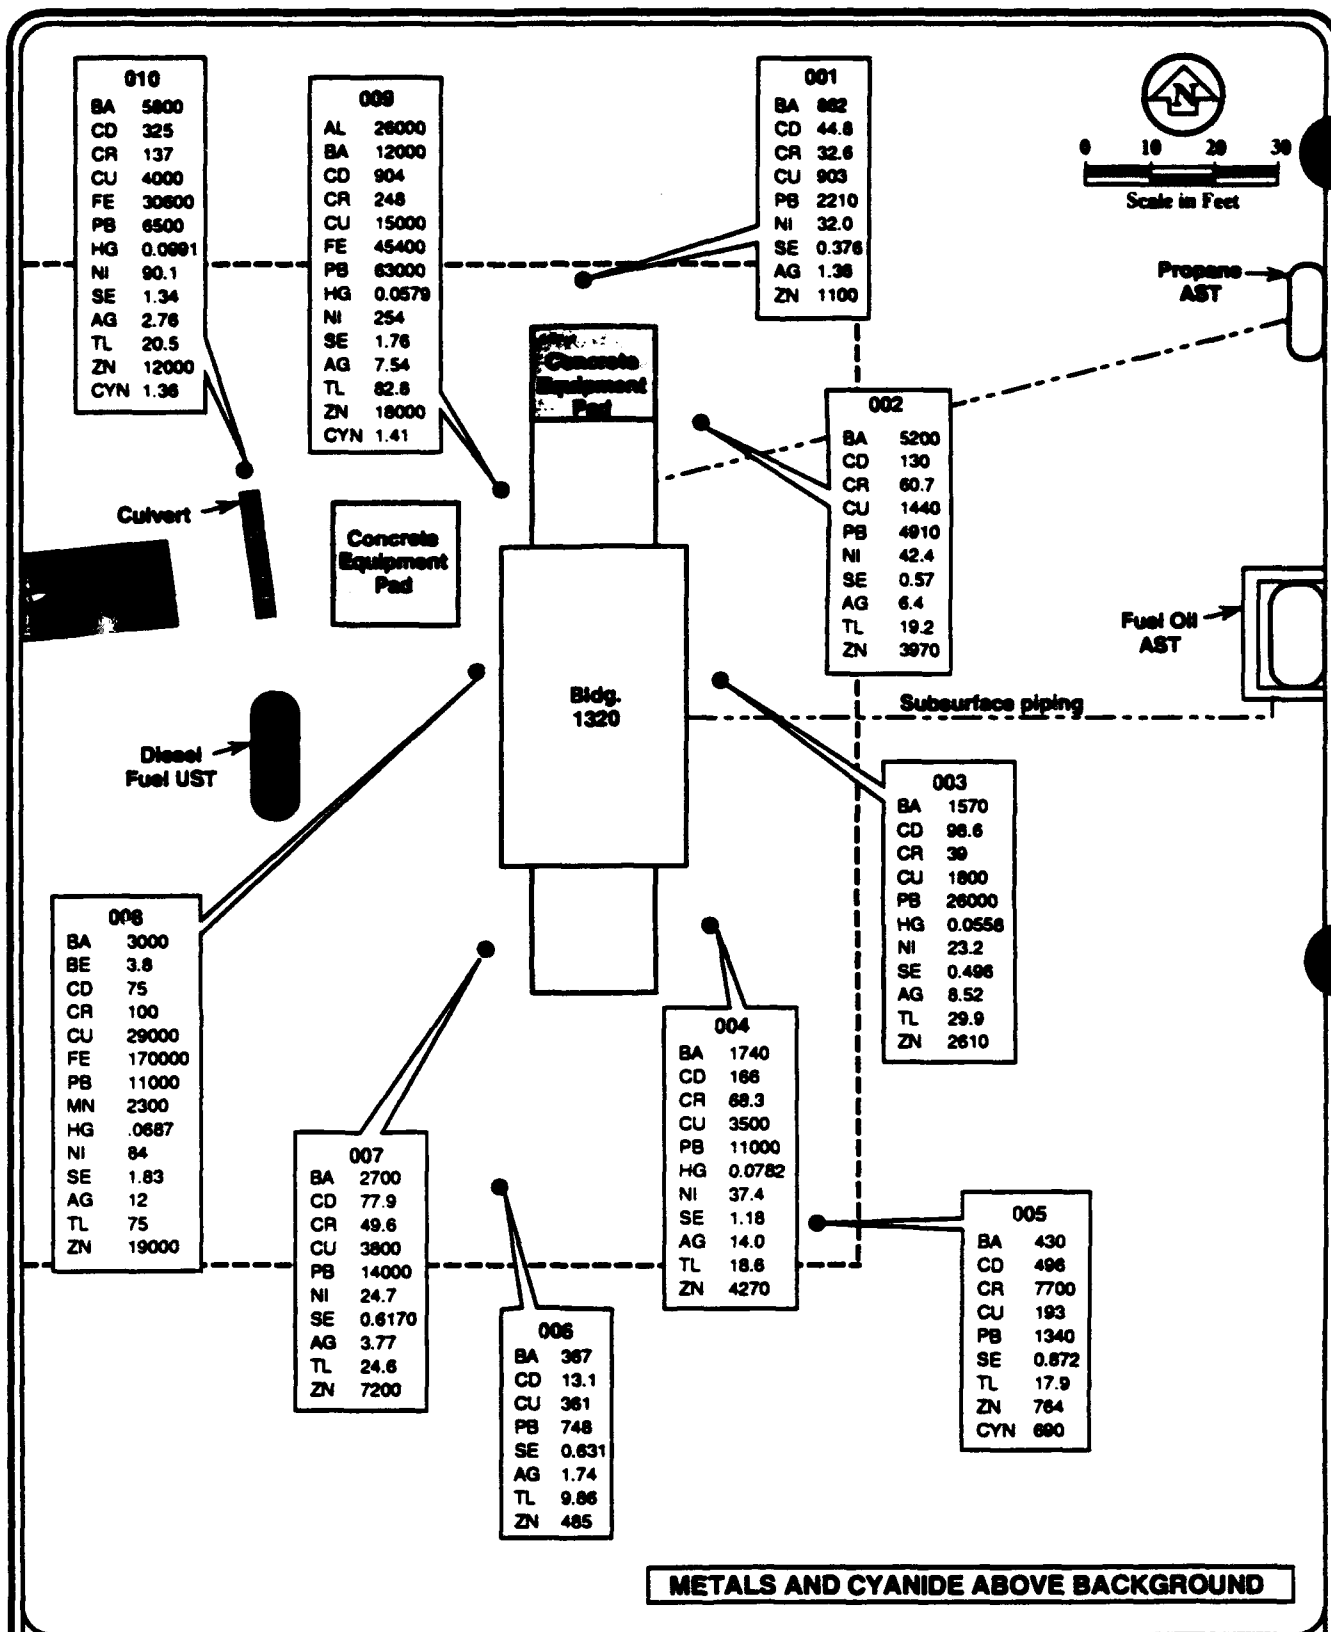 010
BA 5800
CD 325
CR 137
CU 4000
FE 30600
PB 6500
HG 0.0991
NI 90.1
SE 1.34
AG 2.76
TL 20.5
ZN 12000
CYN 1.36
009
AL 26000
BA 12000
CD 904
CR 248
CU 15000
FE 45400
PB 63000
HG 0.0579
NI 254
SE 1.76
AG 7.54
TL 82.8
ZN 18000
CYN 1.41
001
BA 862
CD 44.8
CR 32.6
CU 903
PB 2210
NI 32.0
SE 0.376
AG 1.36
ZN 1100
N
0 10 20 30
Scale in Feet
Propane
AST
Concrete
Equipment
Pad
002
BA 5200
CD 130
CR 60.7
CU 1440
PB 4910
NI 42.4
SE 0.57
AG 6.4
TL 19.2
ZN 3970
Culvert
Concrete
Equipment
Pad
Fuel Oil
AST
Bldg.
1320
Subsurface piping
Diesel
Fuel UST
003
BA 1570
CD 98.6
CR 39
CU 1800
PB 26000
HG 0.0558
NI 23.2
SE 0.496
AG 8.52
TL 29.9
ZN 2610
008
BA 3000
BE 3.8
CD 75
CR 100
CU 29000
FE 170000
PB 11000
MN 2300
HG .0687
NI 84
SE 1.83
AG 12
TL 75
ZN 19000
004
BA 1740
CD 166
CR 68.3
CU 3500
PB 11000
HG 0.0782
NI 37.4
SE 1.18
AG 14.0
TL 18.6
ZN 4270
007
BA 2700
CD 77.9
CR 49.6
CU 3800
PB 14000
NI 24.7
SE 0.6170
AG 3.77
TL 24.6
ZN 7200
005
BA 430
CD 496
CR 7700
CU 193
PB 1340
SE 0.872
TL 17.9
ZN 764
CYN 690
006
BA 367
CD 13.1
CU 361
PB 748
SE 0.631
AG 1.74
TL 9.86
ZN 485
METALS AND CYANIDE ABOVE BACKGROUND